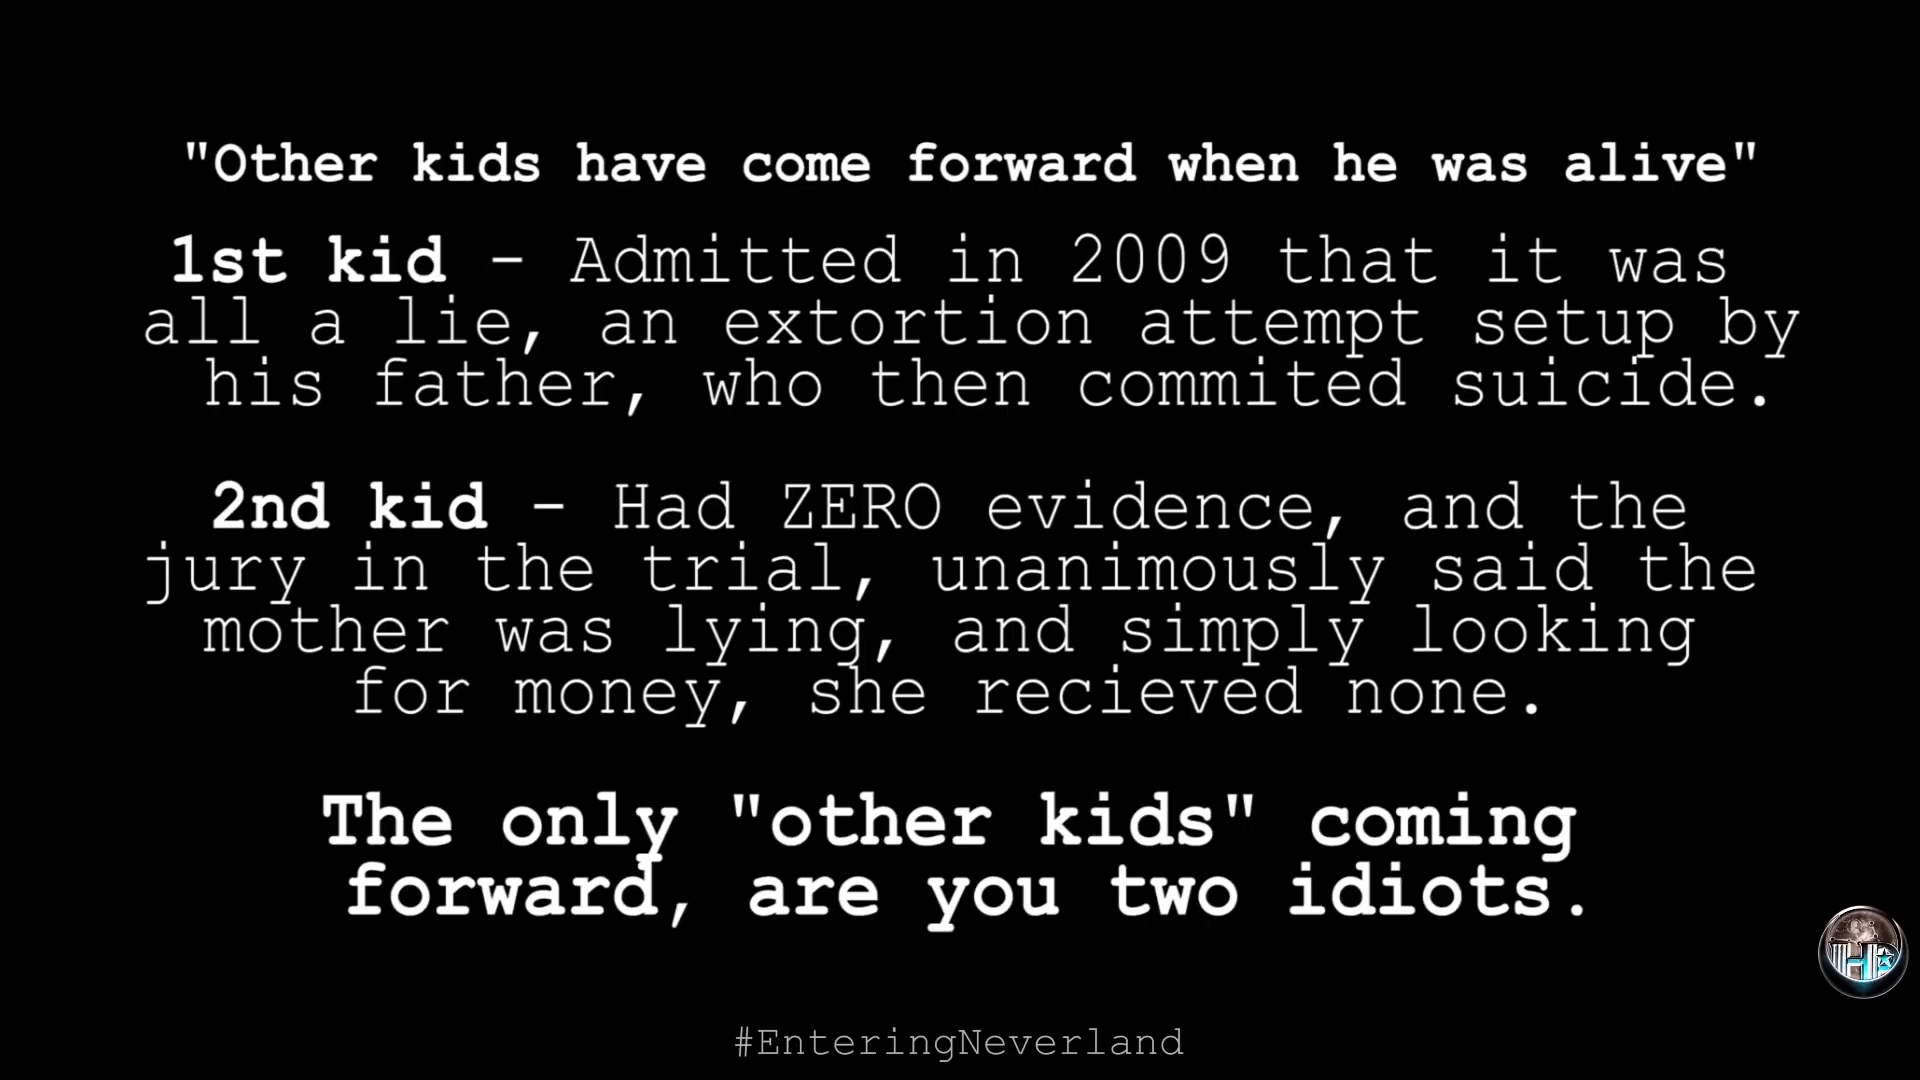 "Other kids have come forward when he was alive"
1st kid - Admitted in 2009 that it was
all a lie, an extortion attempt setup by
his father, who then commited suicide.
2nd kid - Had ZERO evidence, and the
jury in the trial, unanimously said the
mother was lying, and simply looking
for money, she recieved none.
The only "other kids" coming
forward, are you two idiots.
HP
#EnteringNeverland